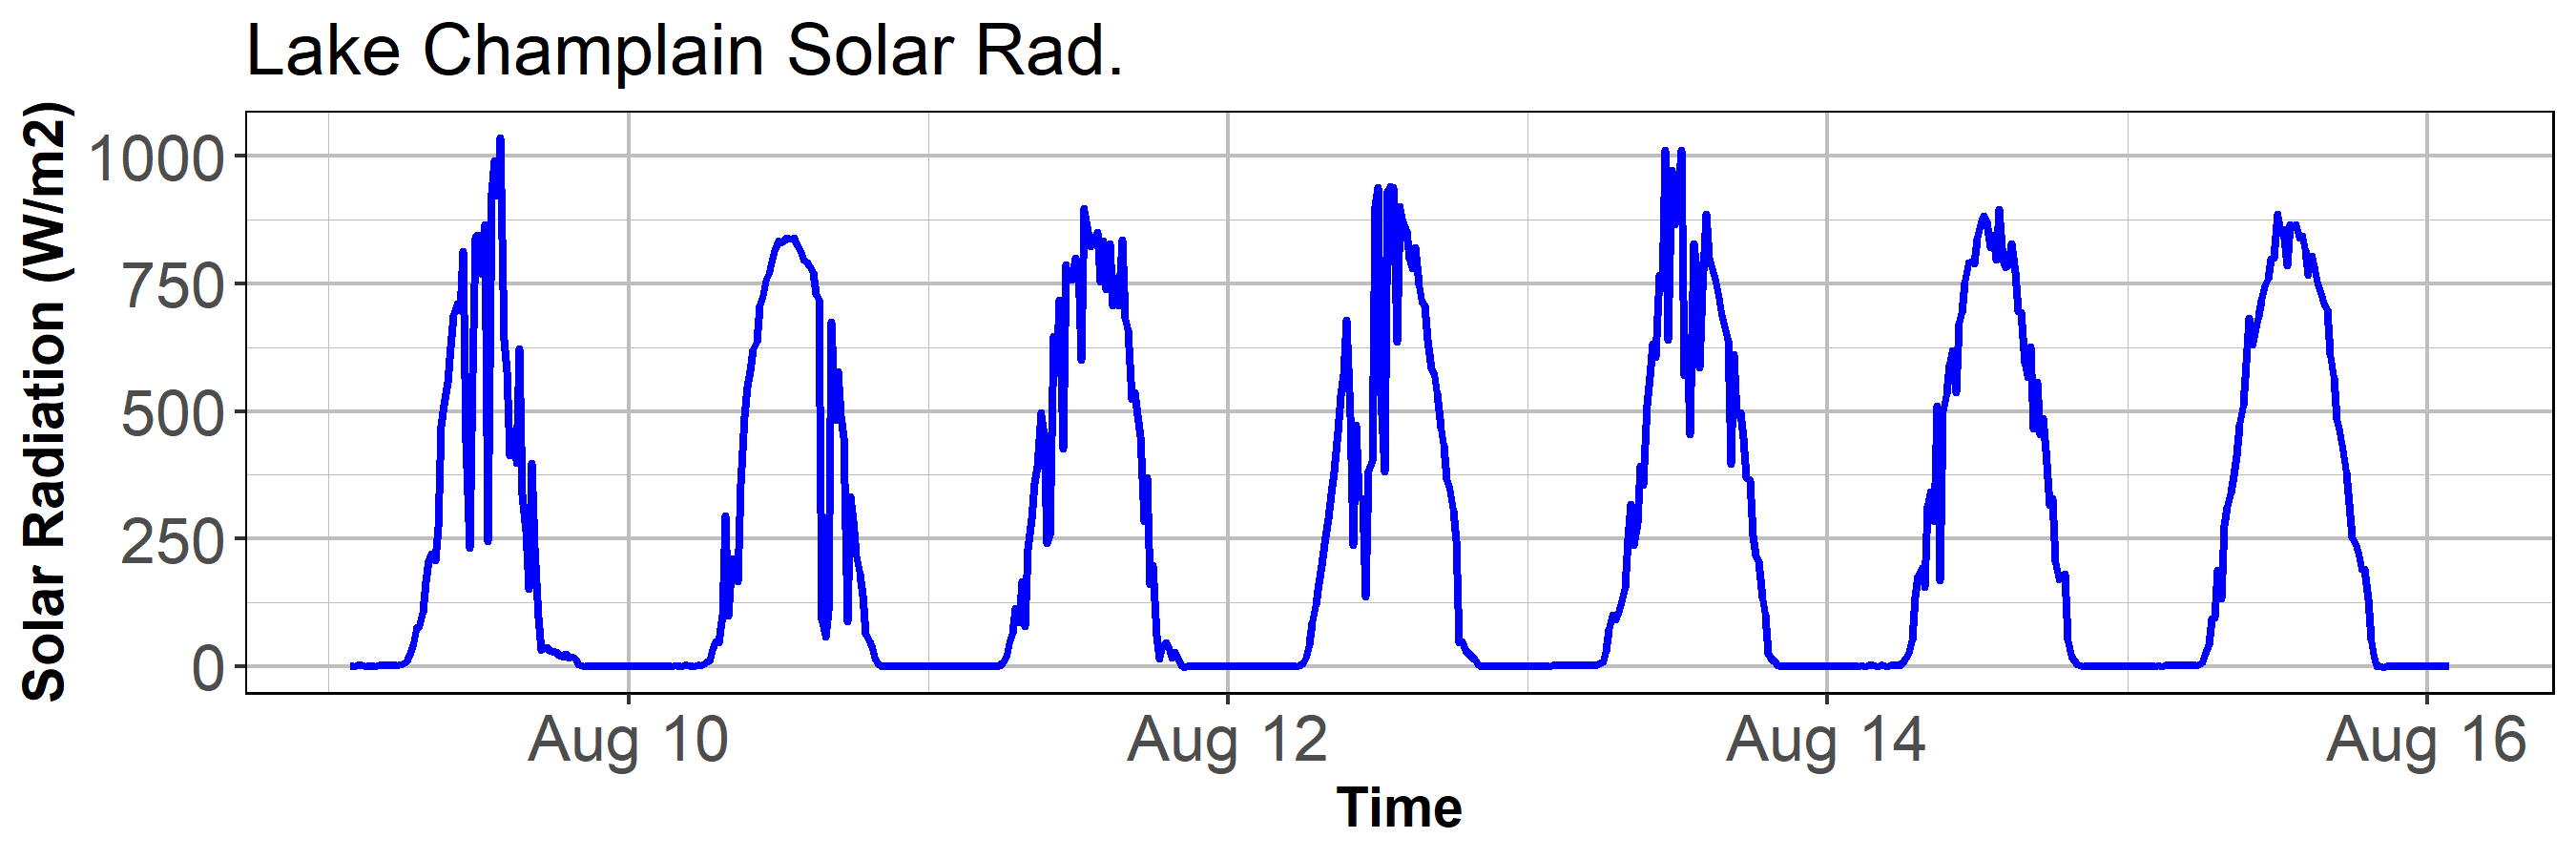 Lake Champlain Solar Rad.
Solar Radiation (W/m2)
1000
750
500
250
0
Aug 10
Aug 12
Aug 14
Aug 16
Time